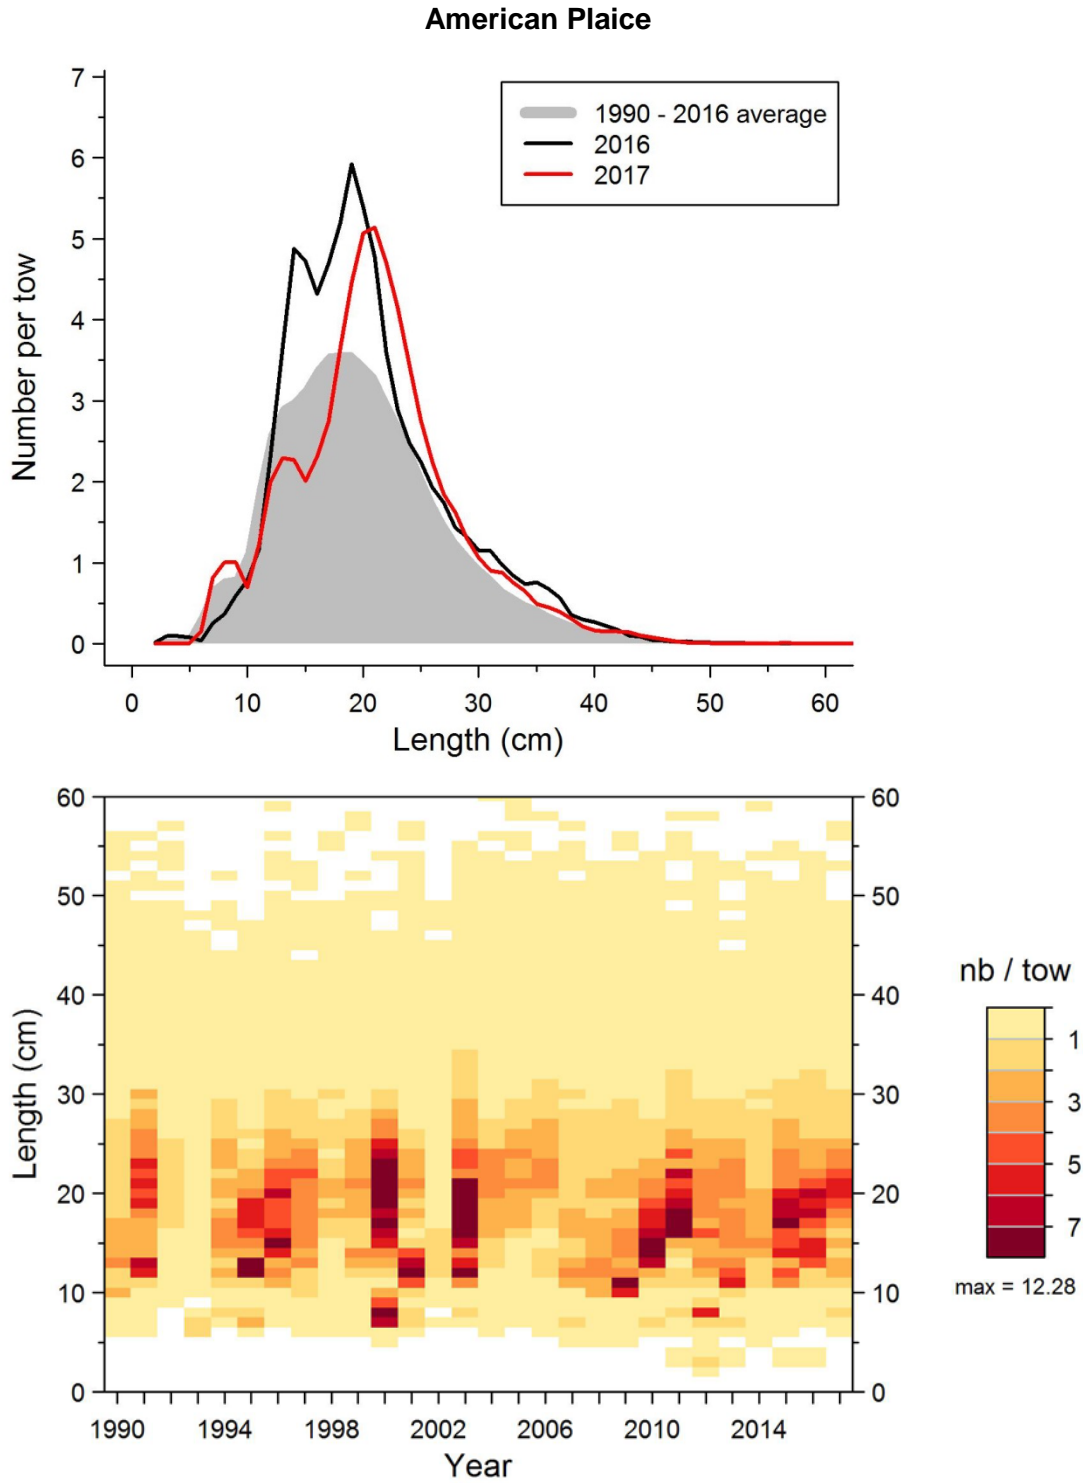 American Plaice
7
6
5
4
3
2
1
0
Number per tow
1990 - 2016 average
2016
2017
0 10 20 30 40 50 60
Length (cm)
60 60
50 50
40 40
30 30
20 20
10 10
0 0
Length (cm)
1990 1994 1998 2002 2006 2010 2014
Year
nb / tow
1
3
5
7
max = 12.28